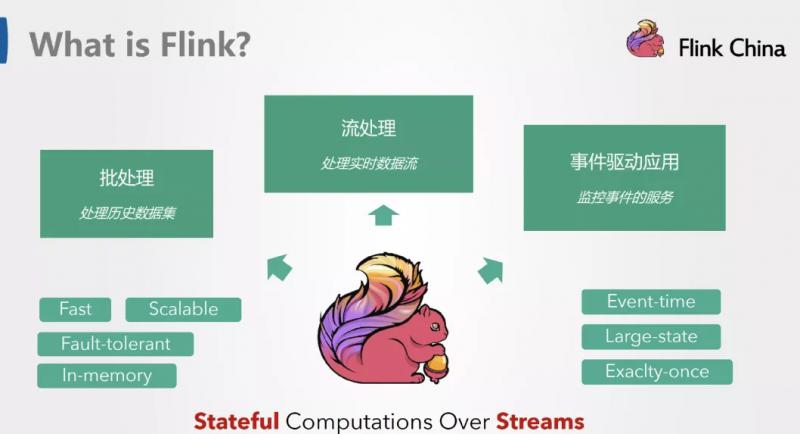 What is Flink?
Flink China
流处理
处理实时数据流
批处理
处理历史数据集
事件驱动应用
监控事件的服务
Fast
Scalable
Fault-tolerant
In-memory
Event-time
Large-state
Exaclty-once
Stateful Computations Over Streams